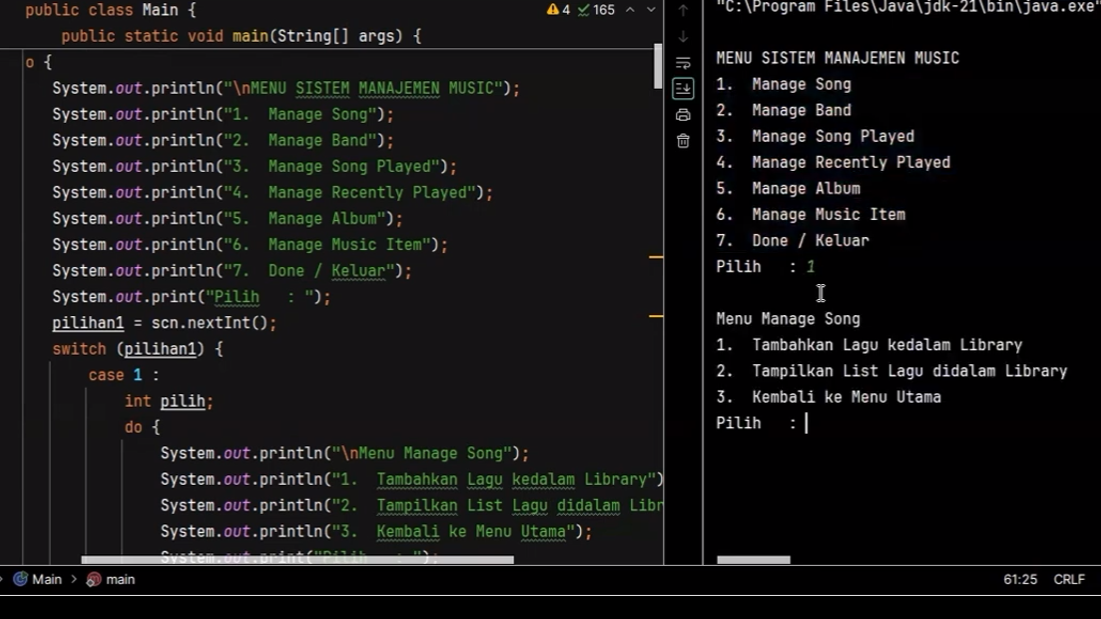 public class Main {
4 165
public static void main(String[] args) {
o {
System.out.println("\nMENU SISTEM MANAJEMEN MUSIC");
System.out.println("1.  Manage Song");
System.out.println("2.  Manage Band");
System.out.println("3.  Manage Song Played");
System.out.println("4.  Manage Recently Played");
System.out.println("5.  Manage Album");
System.out.println("6.  Manage Music Item");
System.out.println("7.  Done / Keluar");
System.out.print("Pilih   : ");
pilihan1 = scn.nextInt();
switch (pilihan1) {
case 1 :
int pilih;
do {
System.out.println("\nMenu Manage Song");
System.out.println("1.  Tambahkan Lagu kedalam Library")
System.out.println("2.  Tampilkan List Lagu didalam Libr
System.out.println("3.  Kembali ke Menu Utama");
System.out.print("Pilih   : ");
"C:\Program Files\Java\jdk-21\bin\java.exe"
MENU SISTEM MANAJEMEN MUSIC
1.  Manage Song
2.  Manage Band
3.  Manage Song Played
4.  Manage Recently Played
5.  Manage Album
6.  Manage Music Item
7.  Done / Keluar
Pilih   : 1
Menu Manage Song
1.  Tambahkan Lagu kedalam Library
2.  Tampilkan List Lagu didalam Library
3.  Kembali ke Menu Utama
Pilih   :
Main > main
61:25 CRLF